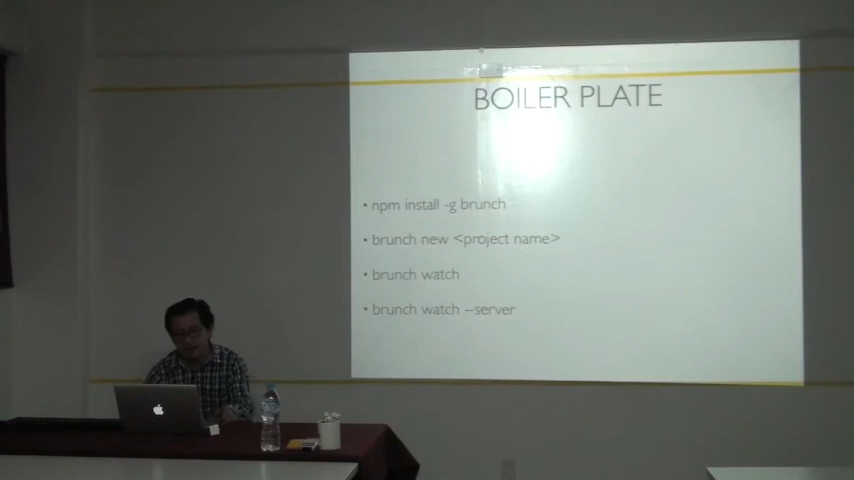 BOILER PLATE
• npm install -g brunch
• brunch new <project name>
• brunch watch
• brunch watch --server